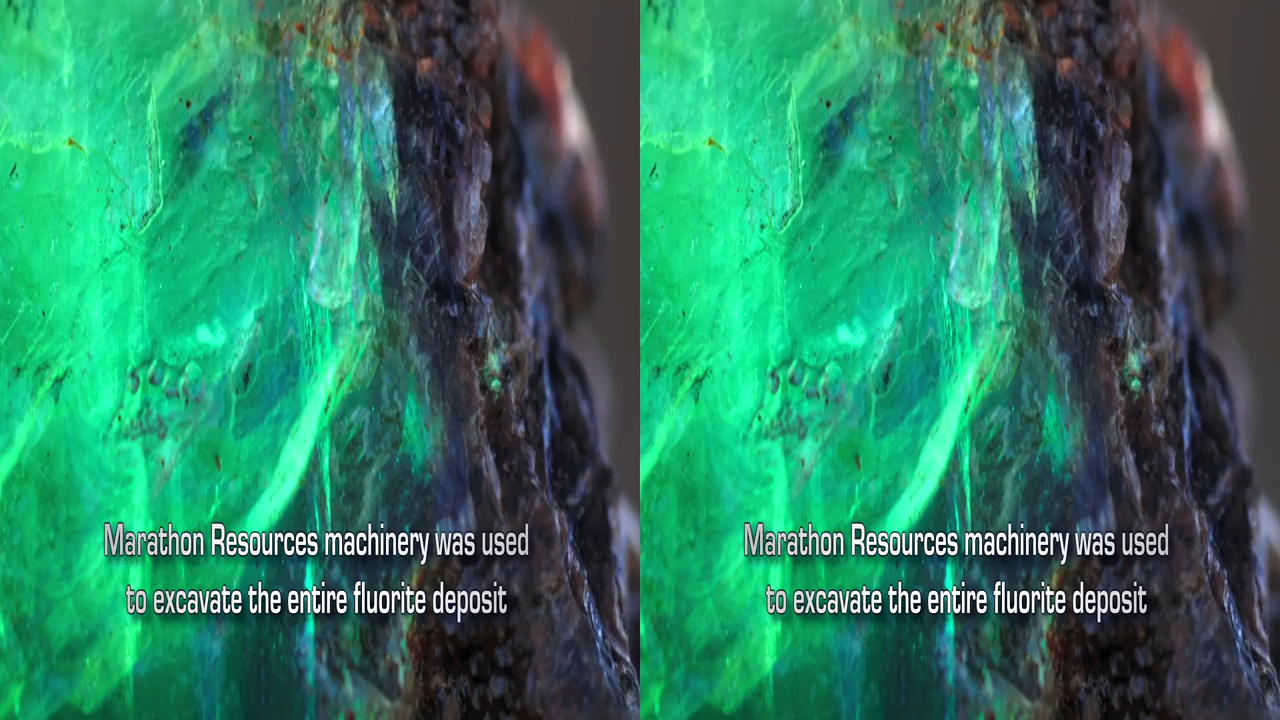 Marathon Resources machinery was used
to excavate the entire fluorite deposit
Marathon Resources machinery was used
to excavate the entire fluorite deposit